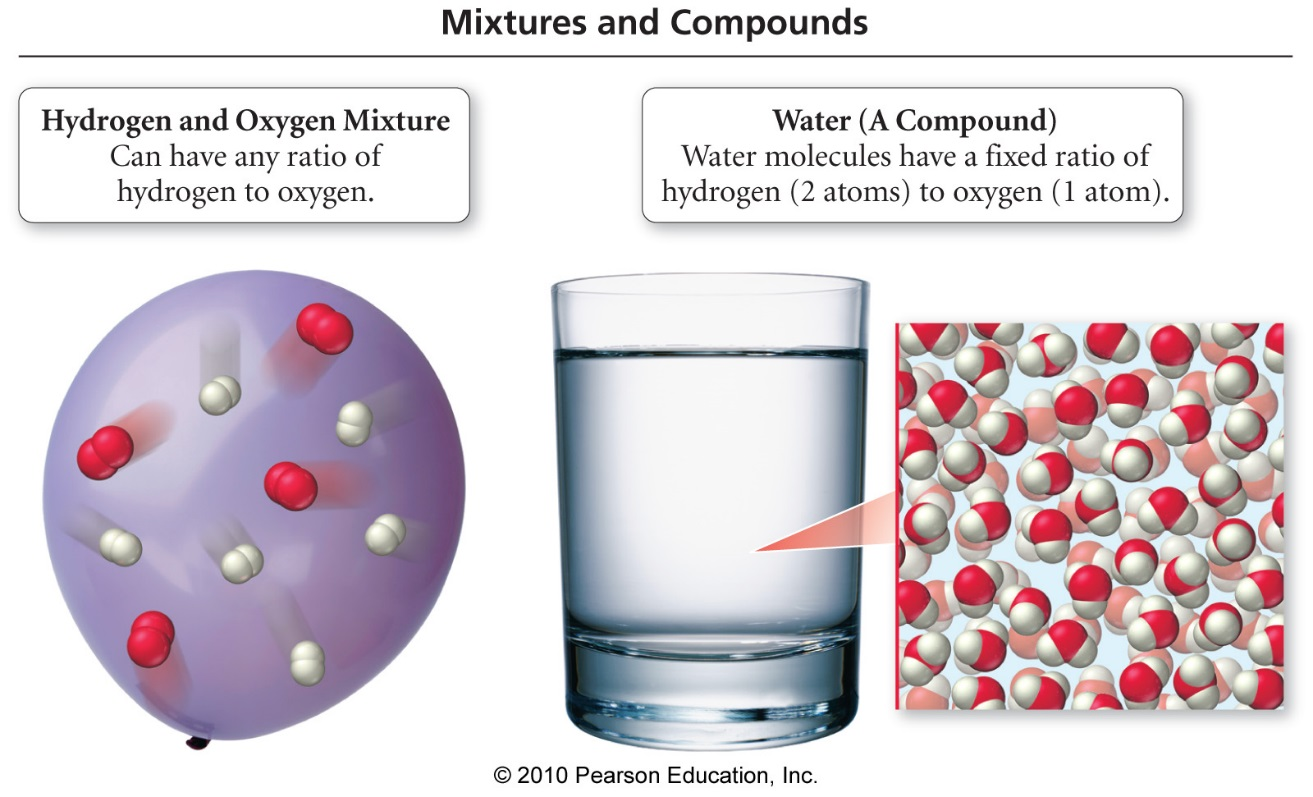 Mixtures and Compounds
Hydrogen and Oxygen Mixture
Can have any ratio of
hydrogen to oxygen.
Water (A Compound)
Water molecules have a fixed ratio of
hydrogen (2 atoms) to oxygen (1 atom).
© 2010 Pearson Education, Inc.